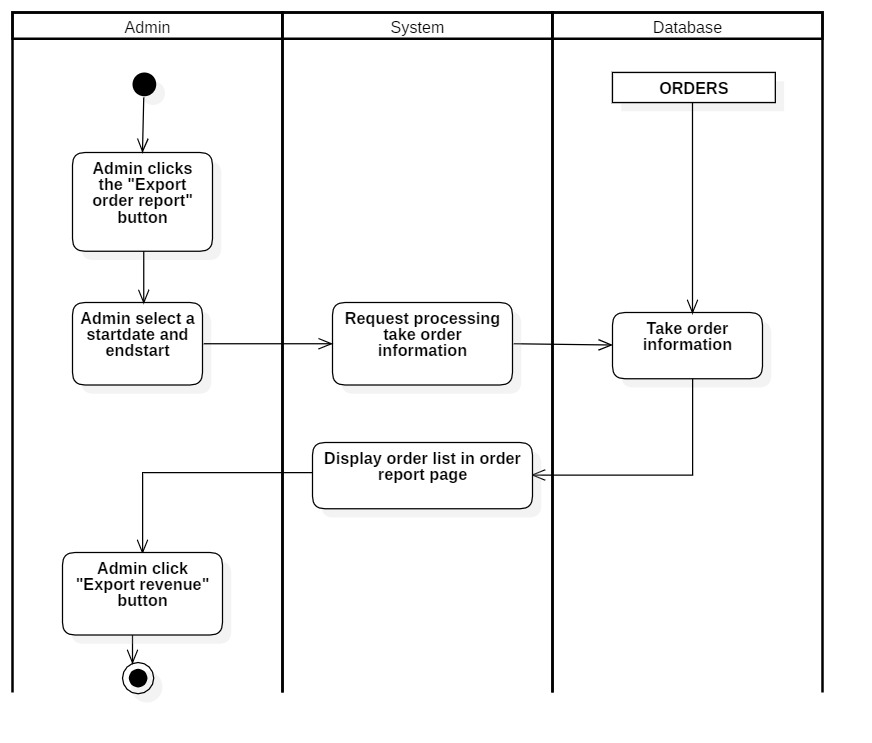 Admin
System
Database
ORDERS
Admin clicks
the "Export
order report"
button
Admin select a
startdate and
endstart
Request processing
take order
information
Take order
information
Display order list in order
report page
Admin click
"Export revenue"
button